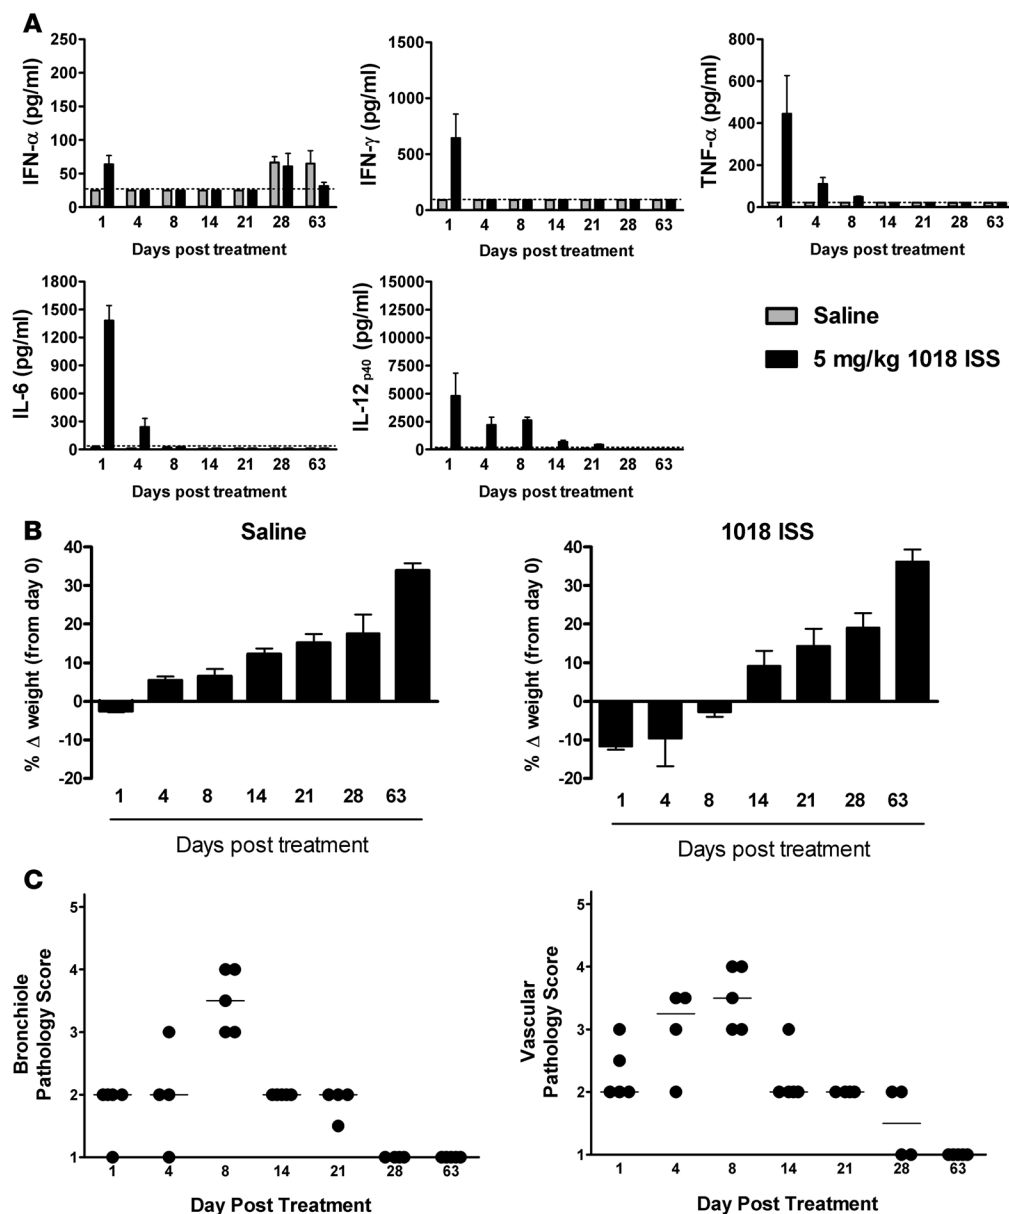 A
IFN-α (pg/ml)
250
200
150
100
50
0
1 4 8 14 21 28 63
Days post treatment
IFN-γ (pg/ml)
1500
1000
500
0
1 4 8 14 21 28 63
Days post treatment
TNF-α (pg/ml)
800
600
400
200
0
1 4 8 14 21 28 63
Days post treatment
IL-6 (pg/ml)
1800
1500
1200
900
600
300
0
1 4 8 14 21 28 63
Days post treatment
IL-12 p40 (pg/ml)
15000
12500
10000
7500
5000
2500
0
1 4 8 14 21 28 63
Days post treatment
Saline
5 mg/kg 1018 ISS
B
Saline
% Δ weight (from day 0)
40
30
20
10
0
-10
-20
1 4 8 14 21 28 63
Days post treatment
1018 ISS
% Δ weight (from day 0)
40
30
20
10
0
-10
-20
1 4 8 14 21 28 63
Days post treatment
C
Bronchiole
Pathology Score
5
4
3
2
1
1 4 8 14 21 28 63
Day Post Treatment
Vascular
Pathology Score
5
4
3
2
1
1 4 8 14 21 28 63
Day Post Treatment